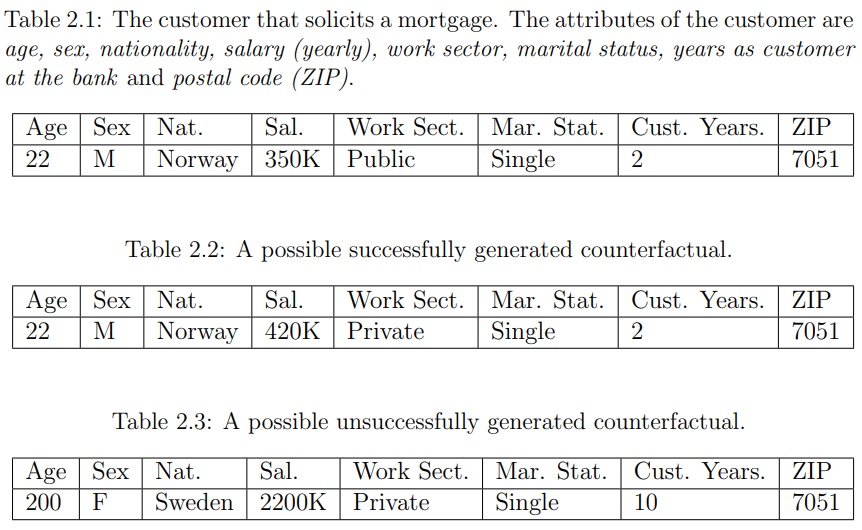 Table 2.1: The customer that solicits a mortgage. The attributes of the customer are
age, sex, nationality, salary (yearly), work sector, marital status, years as customer
at the bank and postal code (ZIP).
Age Sex Nat. Sal. Work Sect. Mar. Stat. Cust. Years. ZIP
22 M Norway 350K Public Single 2 7051
Table 2.2: A possible successfully generated counterfactual.
Age Sex Nat. Sal. Work Sect. Mar. Stat. Cust. Years. ZIP
22 M Norway 420K Private Single 2 7051
Table 2.3: A possible unsuccessfully generated counterfactual.
Age Sex Nat. Sal. Work Sect. Mar. Stat. Cust. Years. ZIP
200 F Sweden 2200K Private Single 10 7051